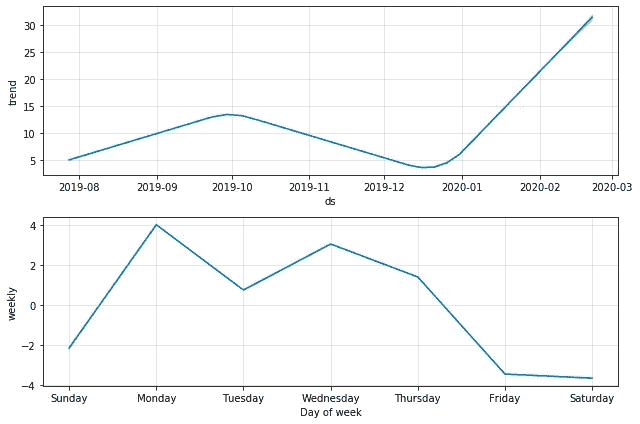 30
25
20
15
10
5
trend
2019-08 2019-09 2019-10 2019-11 2019-12 2020-01 2020-02 2020-03
ds
4
2
0
−2
−4
weekly
Sunday Monday Tuesday Wednesday Thursday Friday Saturday
Day of week